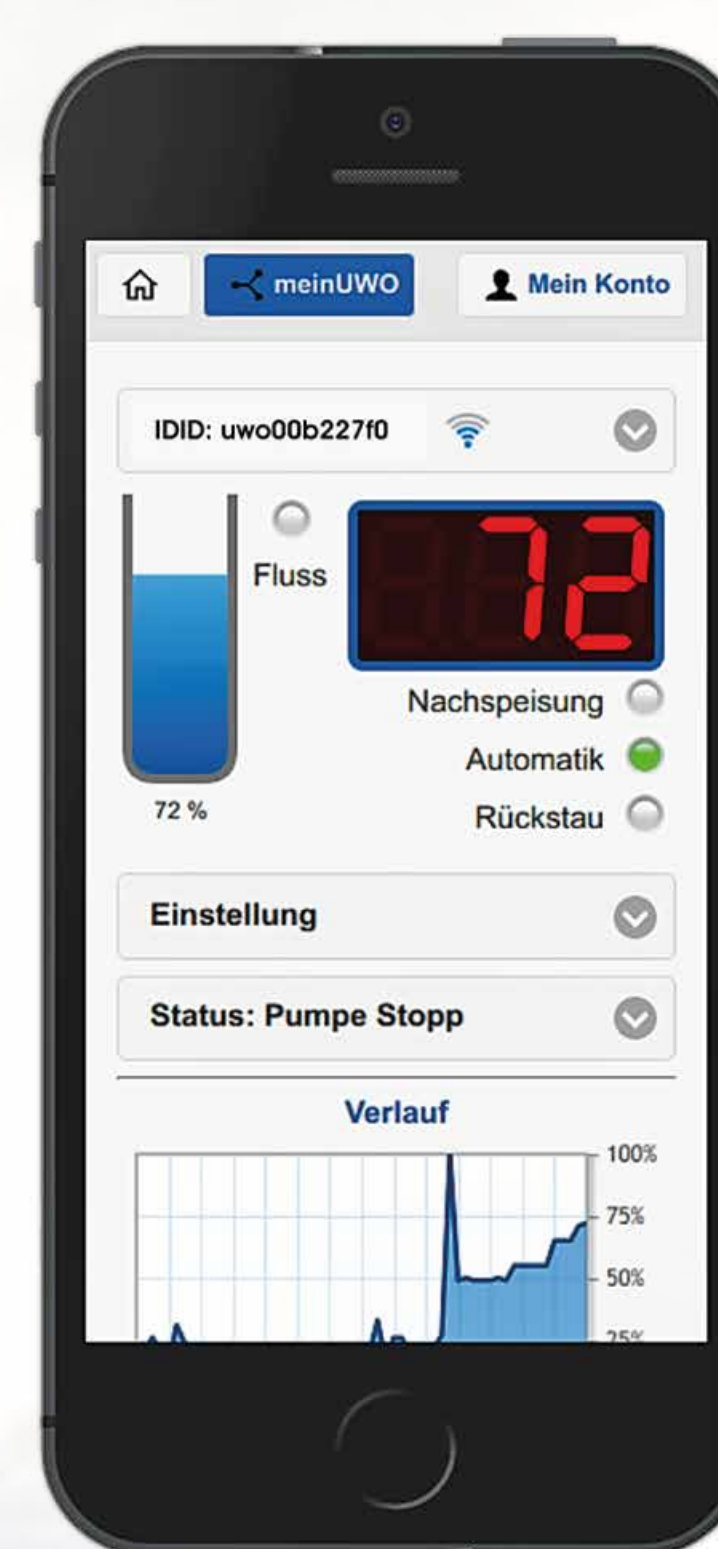 meinUWO
Mein Konto
IDID: uwo00b227f0
Fluss
72
Nachspeisung
Automatik
Rückstau
72 %
Einstellung
Status: Pumpe Stopp
Verlauf
100%
75%
50%
25%